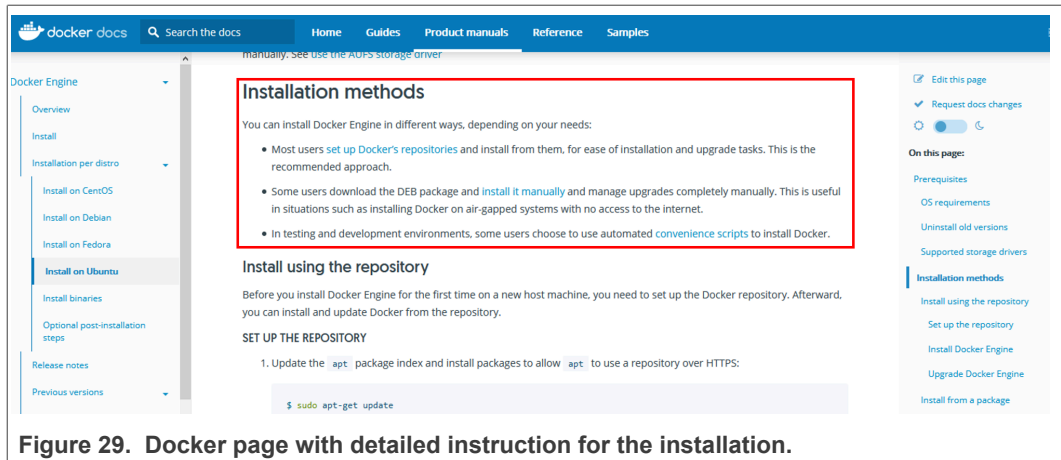 docker docs
Search the docs
Home
Guides
Product manuals
Reference
Samples
manually. See use the AUFS storage driver
Docker Engine
Overview
Install
Installation per distro
Install on CentOS
Install on Debian
Install on Fedora
Install on Ubuntu
Install binaries
Optional post-installation
steps
Release notes
Previous versions
Installation methods
You can install Docker Engine in different ways, depending on your needs:
• Most users set up Docker's repositories and install from them, for ease of installation and upgrade tasks. This is the
recommended approach.
• Some users download the DEB package and install it manually and manage upgrades completely manually. This is useful
in situations such as installing Docker on air-gapped systems with no access to the internet.
• In testing and development environments, some users choose to use automated convenience scripts to install Docker.
Install using the repository
Before you install Docker Engine for the first time on a new host machine, you need to set up the Docker repository. Afterward,
you can install and update Docker from the repository.
SET UP THE REPOSITORY
1. Update the apt package index and install packages to allow apt to use a repository over HTTPS:
$ sudo apt-get update
Edit this page
Request docs changes
On this page:
Prerequisites
OS requirements
Uninstall old versions
Supported storage drivers
Installation methods
Install using the repository
Set up the repository
Install Docker Engine
Upgrade Docker Engine
Install from a package
Figure 29. Docker page with detailed instruction for the installation.